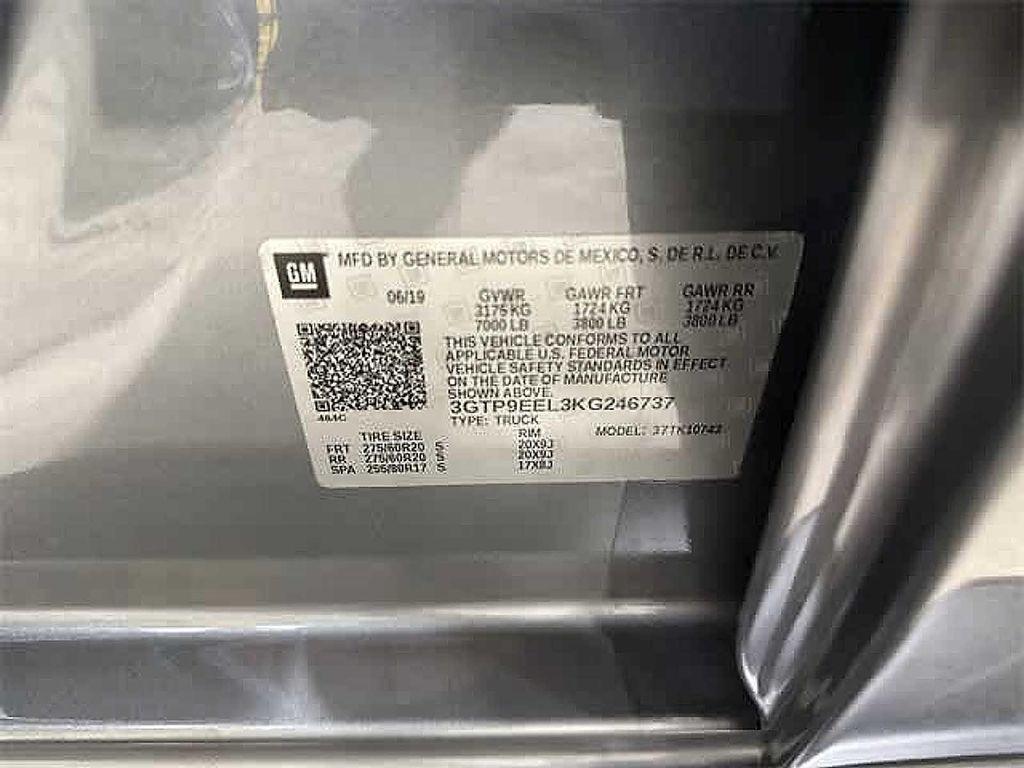 GM
MFD BY GENERAL MOTORS DE MEXICO, S. DE R.L. DE C.V.
06/19 GVWR GAWR FRT GAWR RR
3175 KG 1724 KG 1724 KG
7000 LB 3800 LB 3800 LB
THIS VEHICLE CONFORMS TO ALL
APPLICABLE U.S. FEDERAL MOTOR
VEHICLE SAFETY STANDARDS IN EFFECT
ON THE DATE OF MANUFACTURE
SHOWN ABOVE.
3GTP9EEL3KG246737
TYPE: TRUCK
MODEL: 37TK10743
TIRE SIZE RIM
FRT 275/60R20 S 20X9J
RR 275/60R20 S 20X9J
SPA 255/80R17 S 17X8J